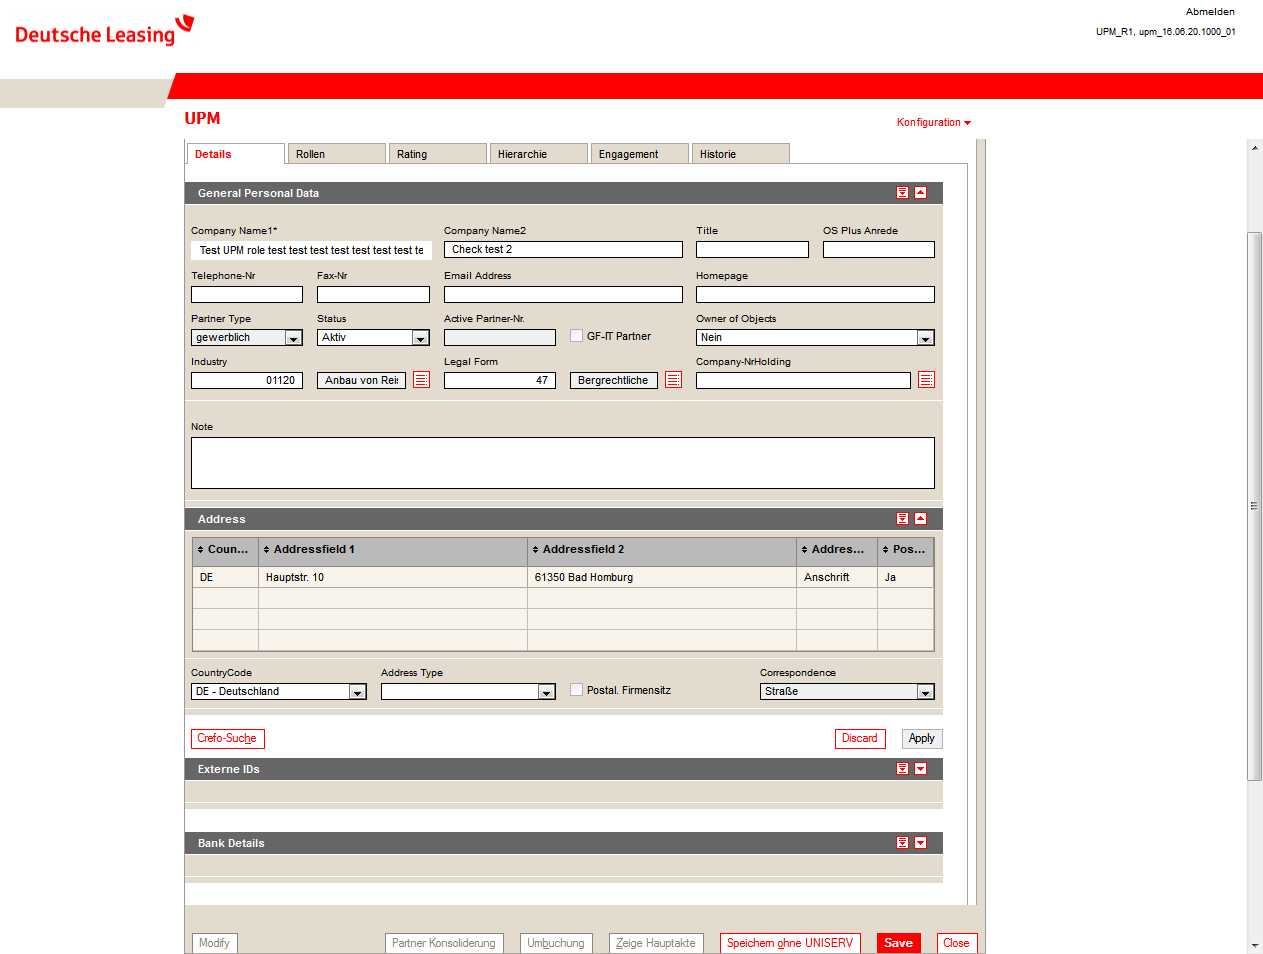 Abmelden
Deutsche Leasing
UPM_R1, upm_16.06.20.1000_01
UPM
Konfiguration
Details Rollen Rating Hierarchie Engagement Historie
General Personal Data
Company Name1* Company Name2 Title OS Plus Anrede
Test UPM role test test test test test test test te Check test 2
Telephone-Nr Fax-Nr Email Address Homepage
Partner Type Status Active Partner-Nr. Owner of Objects
gewerblich Aktiv GF-IT Partner Nein
Industry Legal Form Company-NrHolding
01120 Anbau von Reis 47 Bergrechtliche
Note
Address
Coun... Addressfield 1 Addressfield 2 Addres... Pos...
DE Hauptstr. 10 61350 Bad Homburg Anschrift Ja
CountryCode Address Type Correspondence
DE - Deutschland Postal. Firmensitz Straße
Crefo-Suche Discard Apply
Externe IDs
Bank Details
Modify Partner Konsoliderung Umbuchung Zeige Hauptakte Speichern ohne UNISERV Save Close